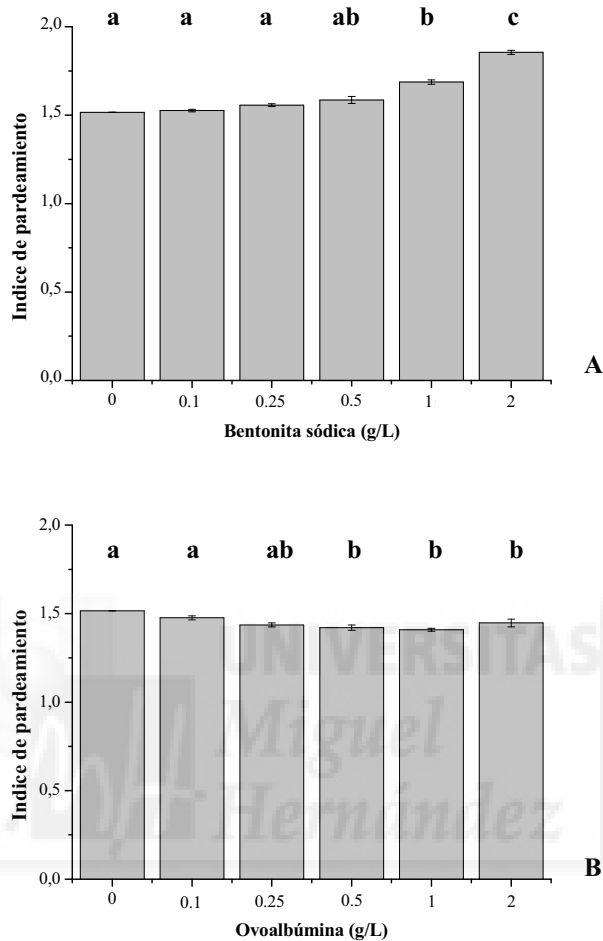 a a a ab b c
2,0
1,5
1,0
0,5
0,0
Indice de pardeamiento
0 0.1 0.25 0.5 1 2
Bentonita sódica (g/L)
A
a a ab b b b
2,0
1,5
1,0
0,5
0,0
Indice de pardeamiento
0 0.1 0.25 0.5 1 2
Ovoalbúmina (g/L)
B
UNIVERSITAS
Miguel
Hernández